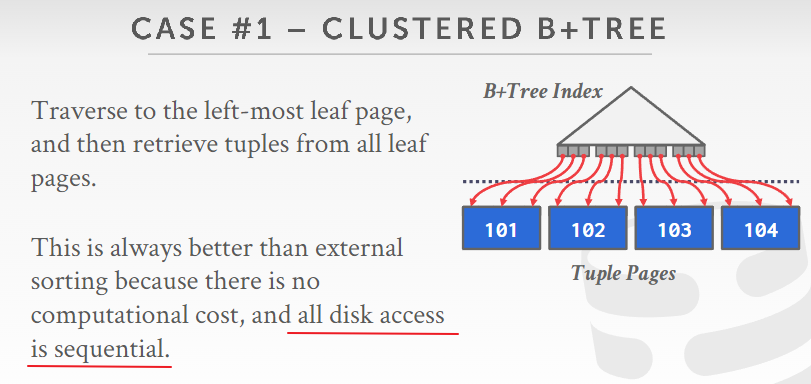 CASE #1 – CLUSTERED B+TREE
Traverse to the left-most leaf page,
and then retrieve tuples from all leaf
pages.
This is always better than external
sorting because there is no
computational cost, and all disk access
is sequential.
B+Tree Index
101 102 103 104
Tuple Pages